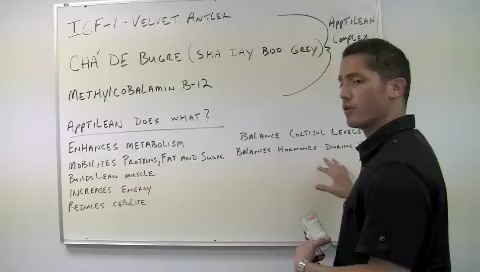 IGF-1 - VELVET ANTLER
CHÁ DE BUGRE (SHA DAY BOO GREY)
APPTILEAN
COMPLEX
METHYLCOBALAMIN B-12
APPTILEAN DOES WHAT?
ENHANCES METABOLISM
MOBILIZES PROTEINS, FAT AND SUGAR
BUILDS LEAN MUSCLE
INCREASES ENERGY
REDUCES CELLULITE
BALANCE CORTISOL LEVELS
BALANCES HORMONES DURING